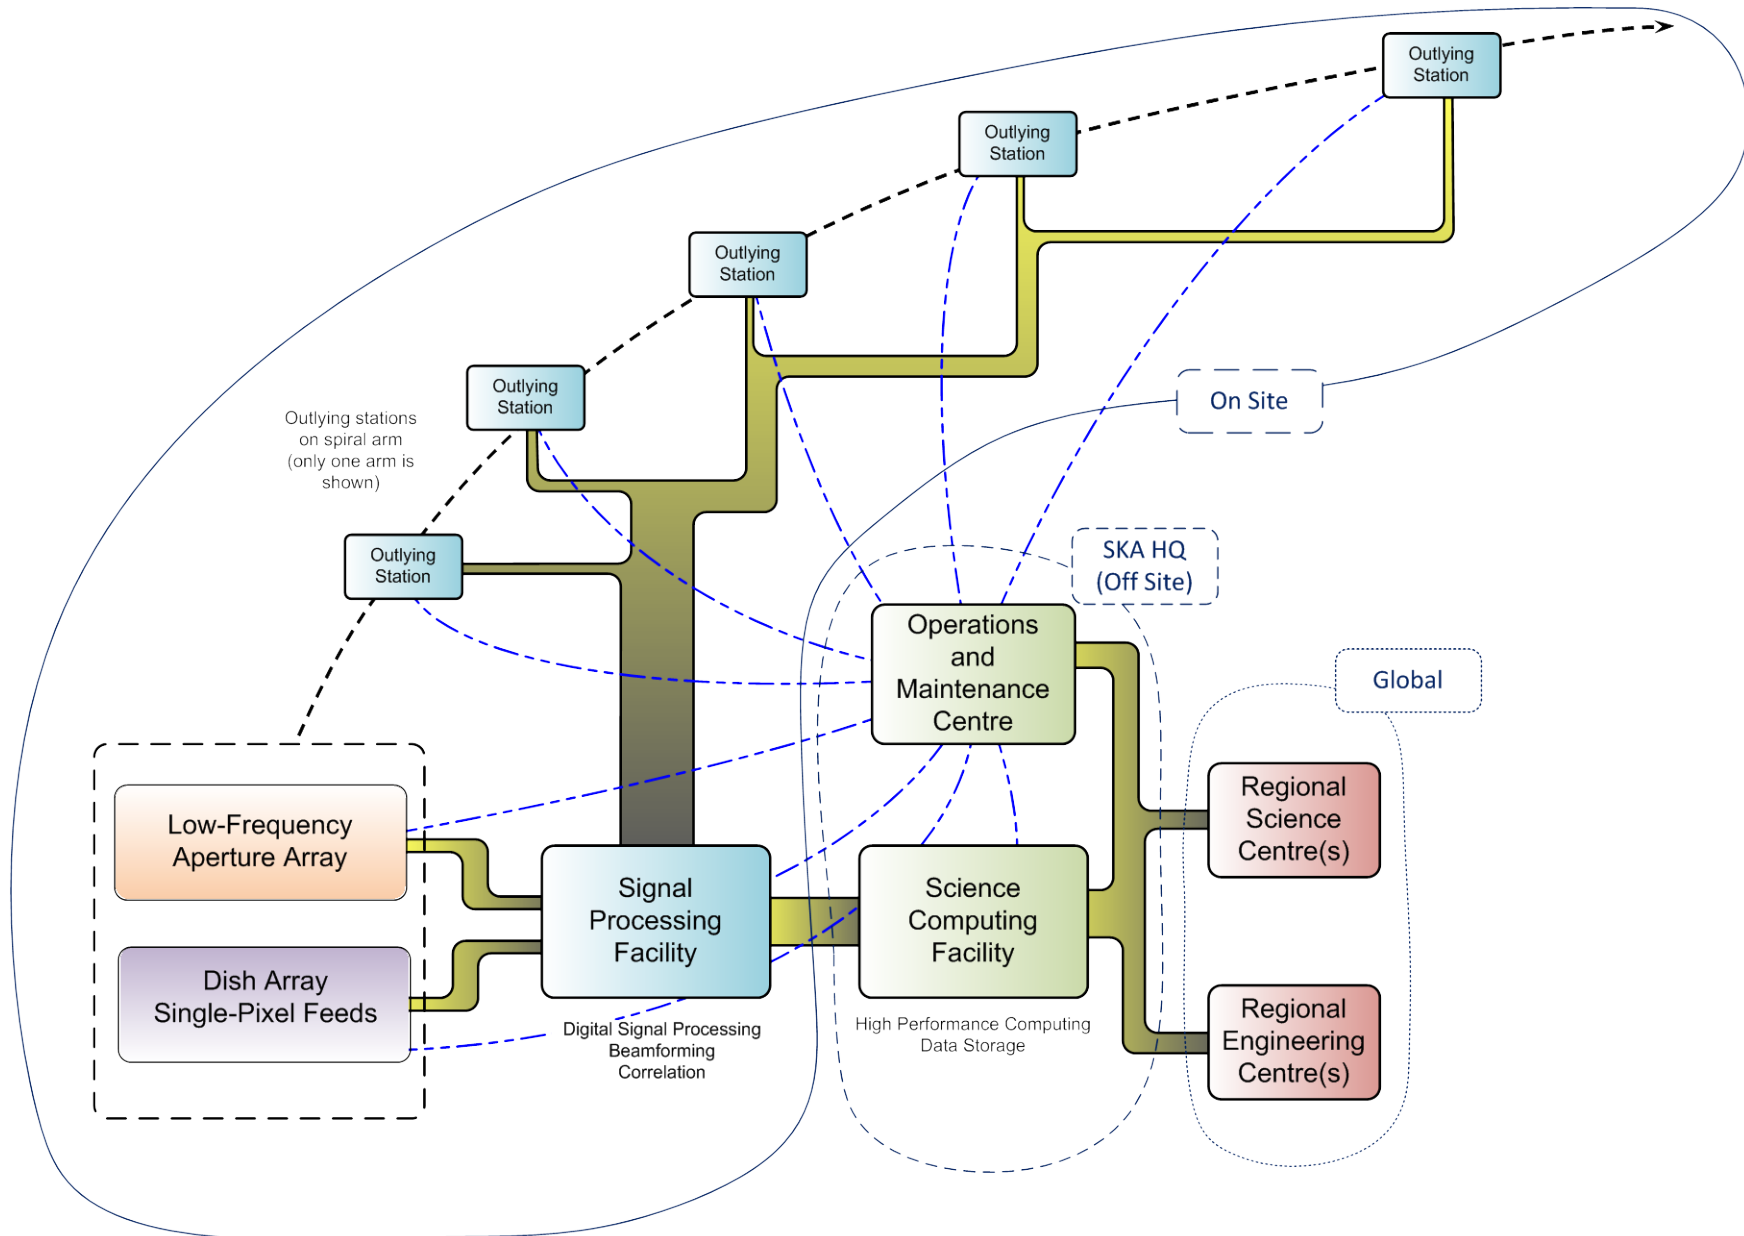 Outlying
Station
Outlying
Station
Outlying
Station
Outlying
Station
Outlying stations
on spiral arm
(only one arm is
shown)
On Site
Outlying
Station
SKA HQ
(Off Site)
Operations
and
Maintenance
Centre
Global
Low-Frequency
Aperture Array
Regional
Science
Centre(s)
Signal
Processing
Facility
Science
Computing
Facility
Dish Array
Single-Pixel Feeds
Digital Signal Processing
Beamforming
Correlation
High Performance Computing
Data Storage
Regional
Engineering
Centre(s)